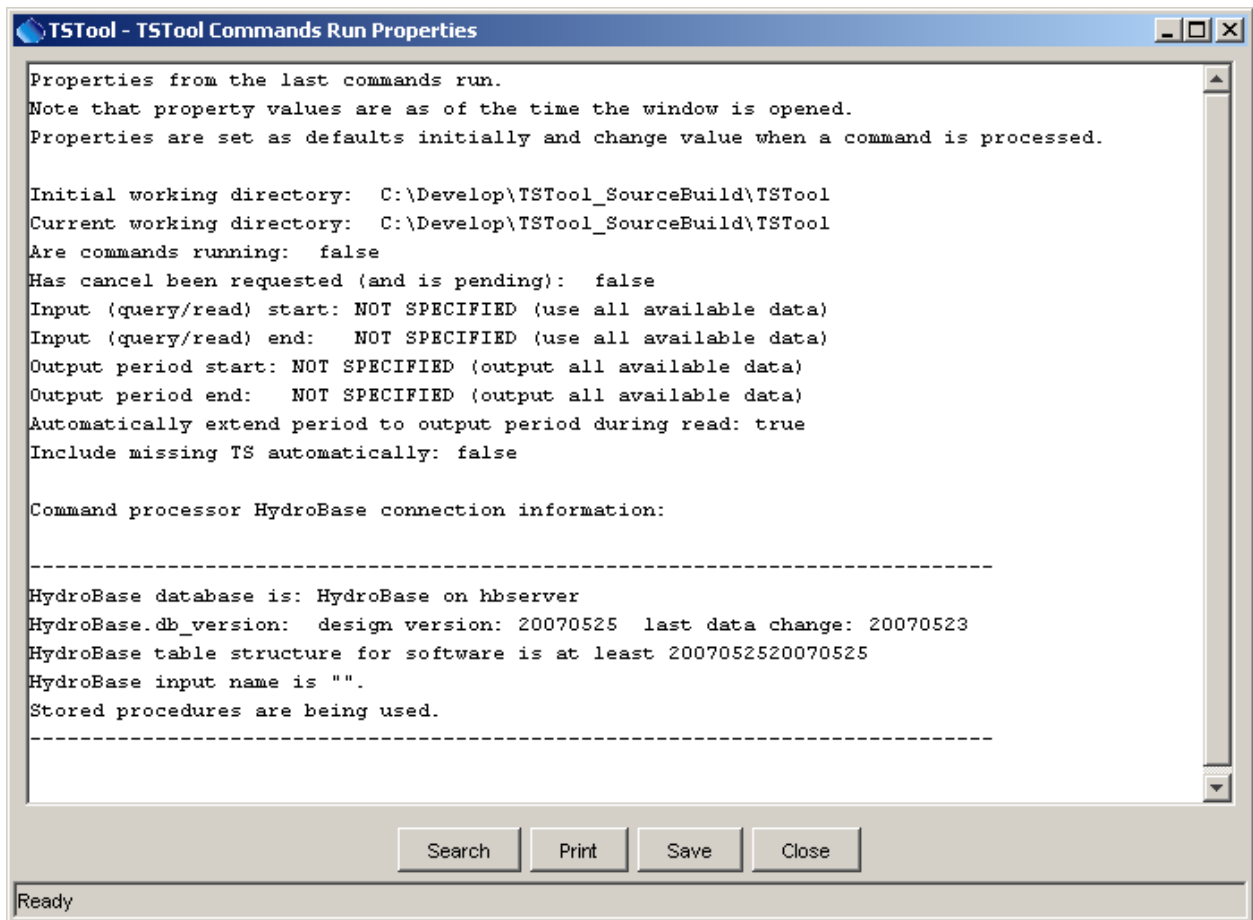 TSTool - TSTool Commands Run Properties
Properties from the last commands run.
Note that property values are as of the time the window is opened.
Properties are set as defaults initially and change value when a command is processed.
Initial working directory:  C:\Develop\TSTool_SourceBuild\TSTool
Current working directory:  C:\Develop\TSTool_SourceBuild\TSTool
Are commands running:  false
Has cancel been requested (and is pending):  false
Input (query/read) start: NOT SPECIFIED (use all available data)
Input (query/read) end:   NOT SPECIFIED (use all available data)
Output period start: NOT SPECIFIED (output all available data)
Output period end:   NOT SPECIFIED (output all available data)
Automatically extend period to output period during read: true
Include missing TS automatically: false
Command processor HydroBase connection information:
---------------------------------------------------------------------------
HydroBase database is: HydroBase on hbserver
HydroBase.db_version:  design version: 20070525  last data change: 20070523
HydroBase table structure for software is at least 2007052520070525
HydroBase input name is "".
Stored procedures are being used.
---------------------------------------------------------------------------
Search Print Save Close
Ready